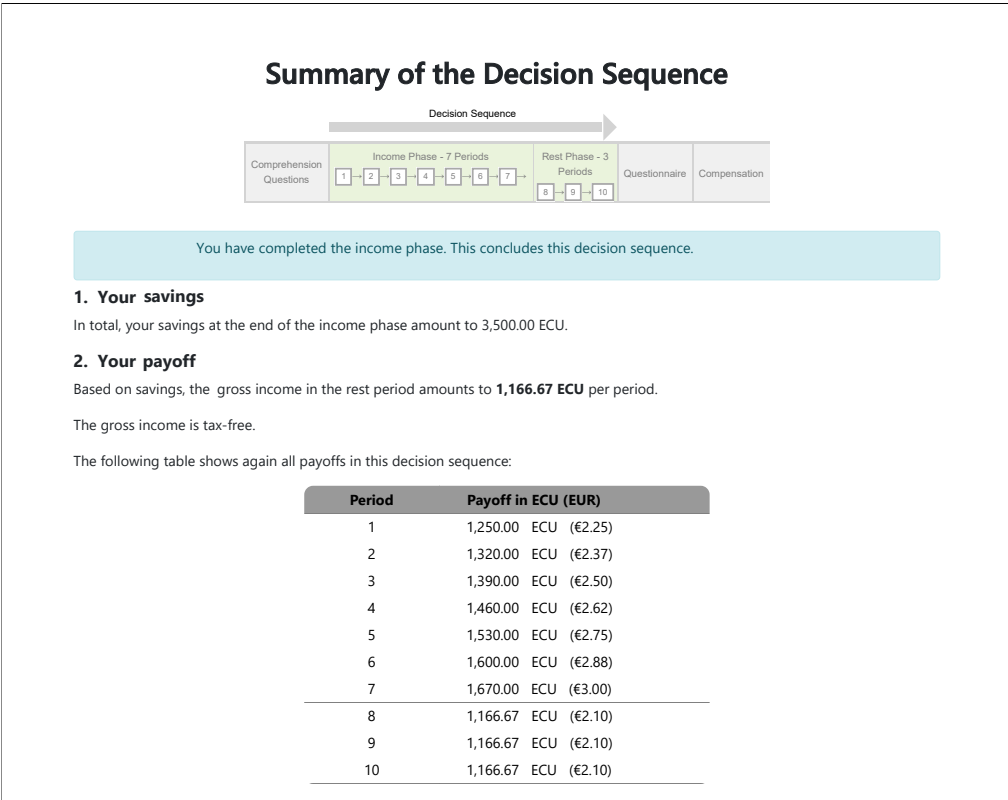 Summary of the Decision Sequence
Decision Sequence
Comprehension
Questions
Income Phase - 7 Periods
1 → 2 → 3 → 4 → 5 → 6 → 7 →
Rest Phase - 3
Periods
8 → 9 → 10
Questionnaire
Compensation
You have completed the income phase. This concludes this decision sequence.
1. Your savings
In total, your savings at the end of the income phase amount to 3,500.00 ECU.
2. Your payoff
Based on savings, the gross income in the rest period amounts to 1,166.67 ECU per period.
The gross income is tax-free.
The following table shows again all payoffs in this decision sequence:
Period Payoff in ECU (EUR)
1 1,250.00 ECU (€2.25)
2 1,320.00 ECU (€2.37)
3 1,390.00 ECU (€2.50)
4 1,460.00 ECU (€2.62)
5 1,530.00 ECU (€2.75)
6 1,600.00 ECU (€2.88)
7 1,670.00 ECU (€3.00)
8 1,166.67 ECU (€2.10)
9 1,166.67 ECU (€2.10)
10 1,166.67 ECU (€2.10)